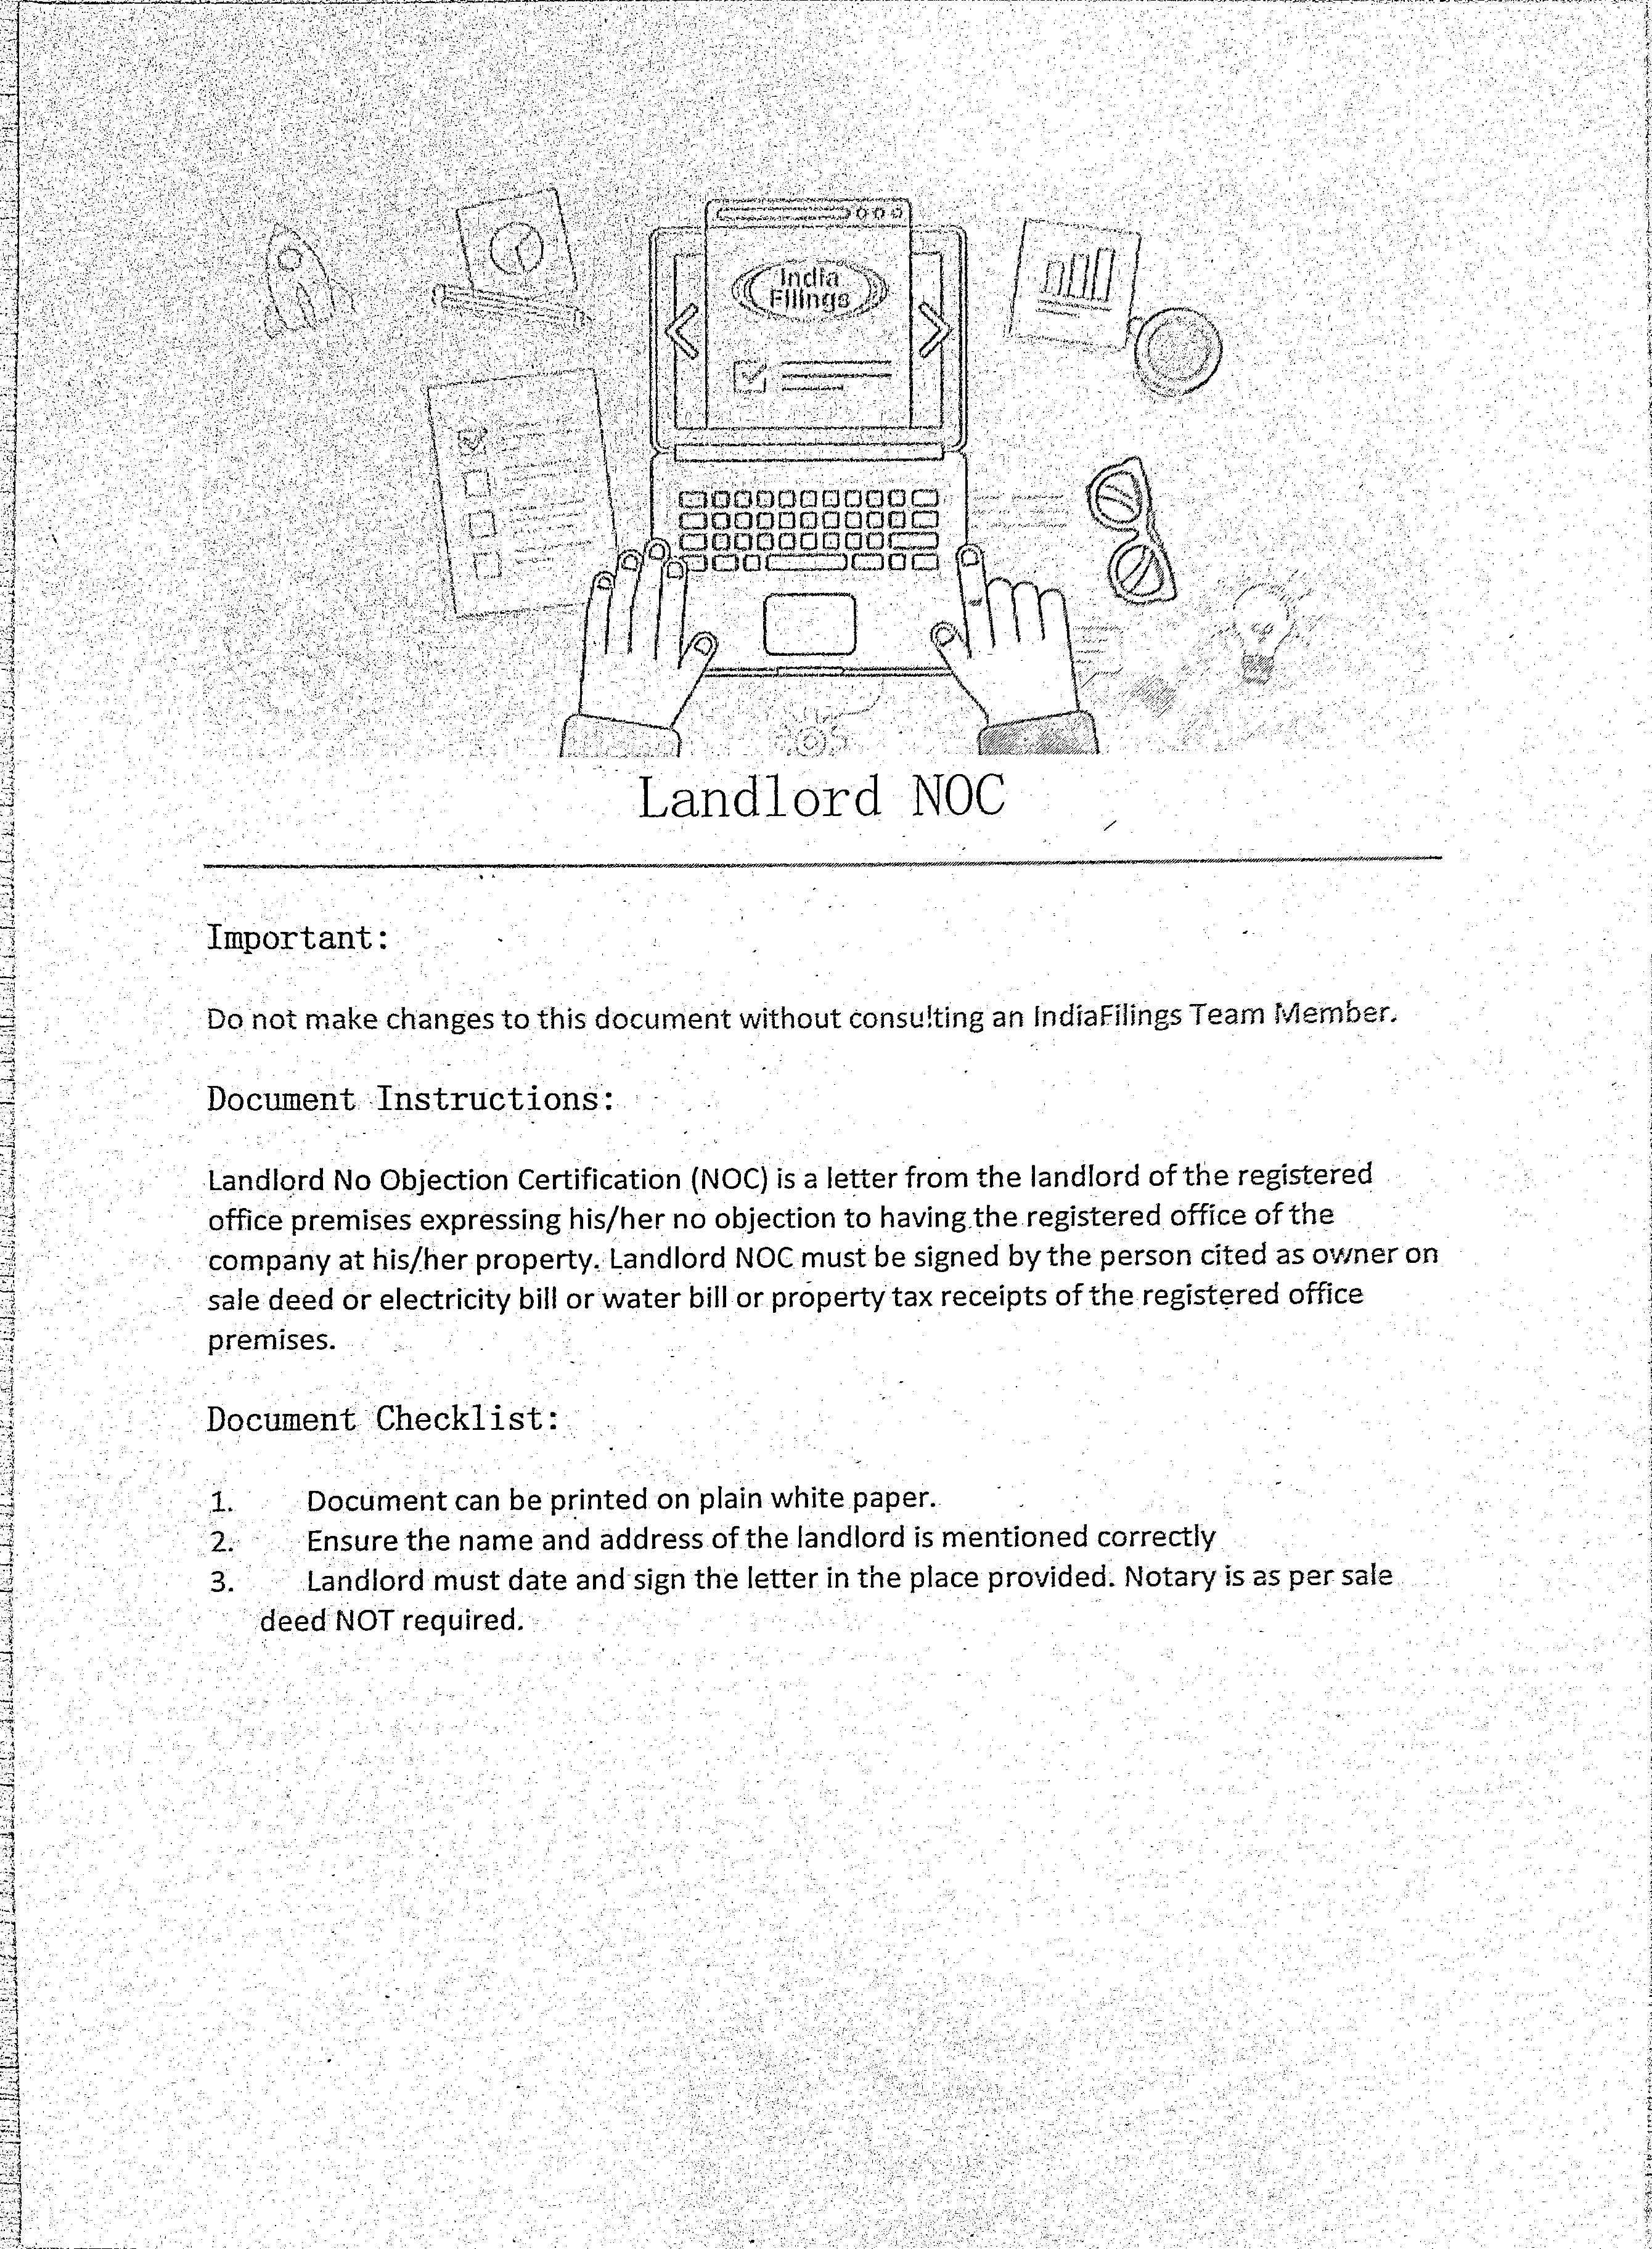 India
Filings
Landlord NOC
Important:
Do not make changes to this document without consulting an IndiaFilings Team Member.
Document Instructions:
Landlord No Objection Certification (NOC) is a letter from the landlord of the registered
office premises expressing his/her no objection to having the registered office of the
company at his/her property. Landlord NOC must be signed by the person cited as owner on
sale deed or electricity bill or water bill or property tax receipts of the registered office
premises.
Document Checklist:
1. Document can be printed on plain white paper.
2. Ensure the name and address of the landlord is mentioned correctly
3. Landlord must date and sign the letter in the place provided. Notary is as per sale
deed NOT required.